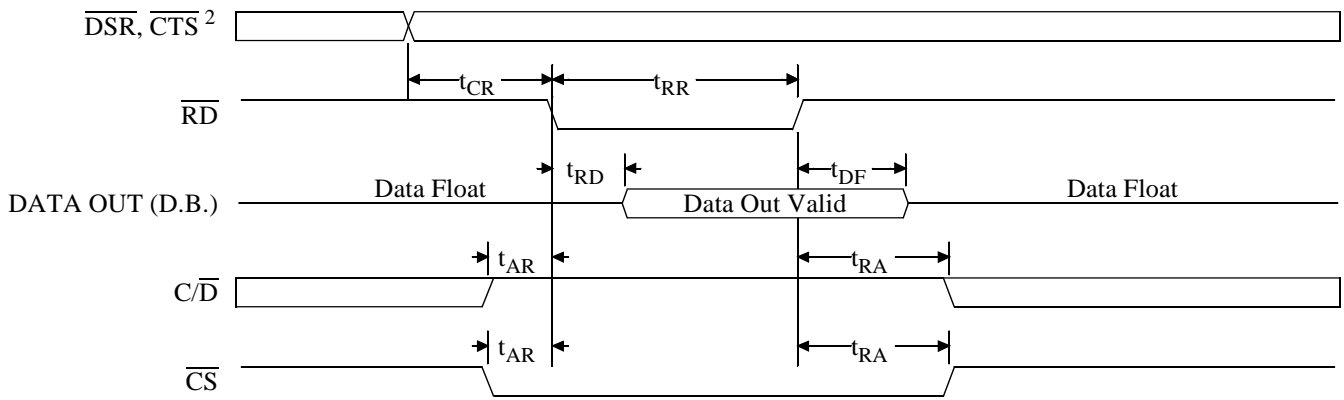 DSR, CTS 2
tCR tRR
RD
tRD tDF
Data Float Data Float
DATA OUT (D.B.) Data Out Valid
tAR tRA
C/D
tAR tRA
CS